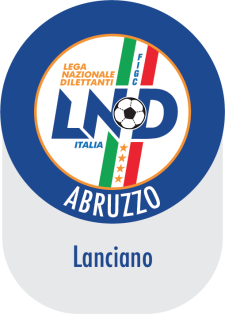 LEGA
NAZIONALE
DILETTANTI
FIGC
LND
ITALIA
ABRUZZO
Lanciano